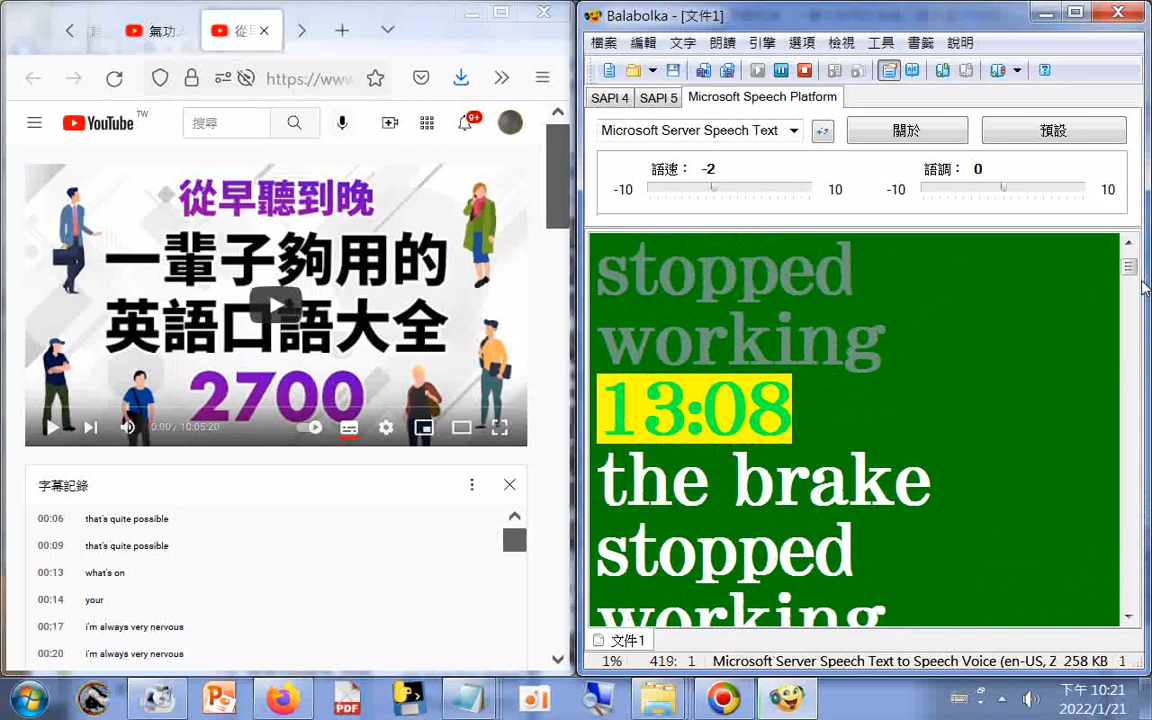 氣功
從
https://www
YouTube TW
搜尋
9+
從早聽到晚
一輩子夠用的
英語口語大全
2700
0:00 / 10:05:20
字幕記錄
00:06 that's quite possible
00:09 that's quite possible
00:13 what's on
00:14 your
00:17 i'm always very nervous
00:20 i'm always very nervous
Balabolka - [文件1]
檔案 編輯 文字 朗讀 引擎 選項 檢視 工具 書籤 說明
SAPI 4 SAPI 5 Microsoft Speech Platform
Microsoft Server Speech Text 關於 預設
語速： -2 語調： 0
-10 10 -10 10
stopped
working
13:08
the brake
stopped
working
文件1
1% 419: 1 Microsoft Server Speech Text to Speech Voice (en-US, Z 258 KB 1
PDF
下午 10:21
2022/1/21